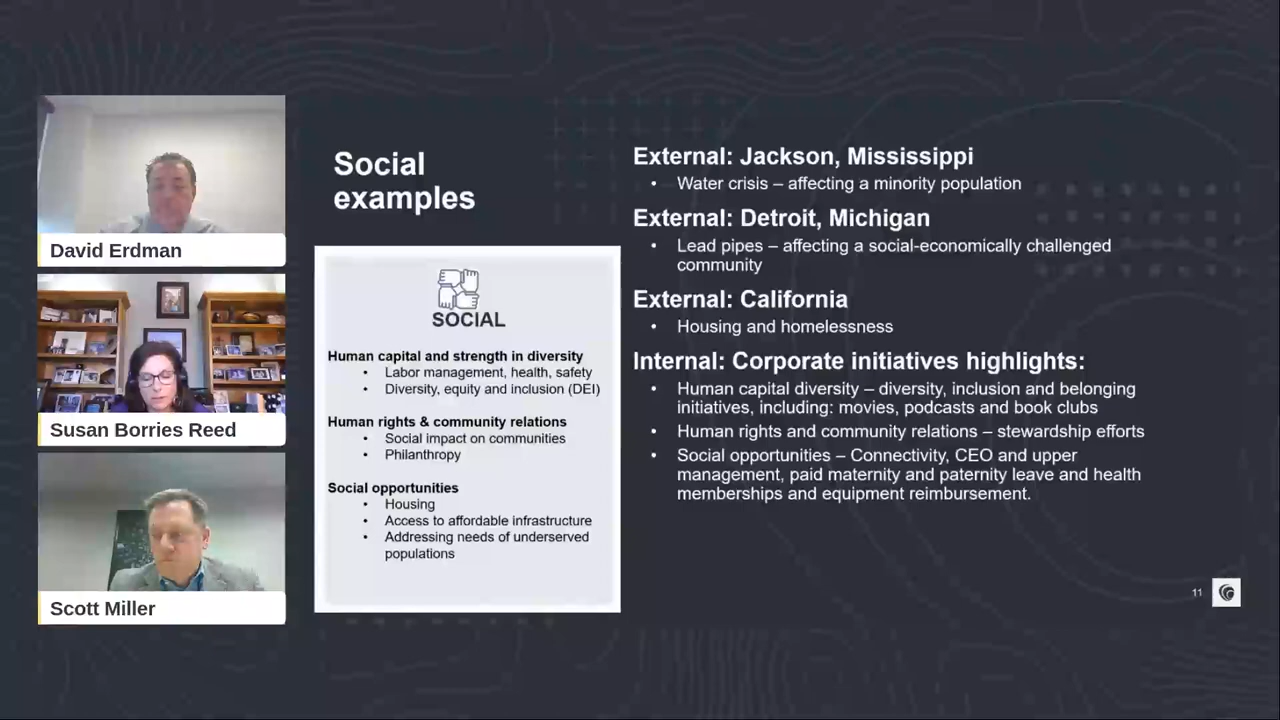 David Erdman
Susan Borries Reed
Scott Miller
Social
examples
SOCIAL
Human capital and strength in diversity
• Labor management, health, safety
• Diversity, equity and inclusion (DEI)
Human rights & community relations
• Social impact on communities
• Philanthropy
Social opportunities
• Housing
• Access to affordable infrastructure
• Addressing needs of underserved
populations
External: Jackson, Mississippi
• Water crisis – affecting a minority population
External: Detroit, Michigan
• Lead pipes – affecting a social-economically challenged
community
External: California
• Housing and homelessness
Internal: Corporate initiatives highlights:
• Human capital diversity – diversity, inclusion and belonging
initiatives, including: movies, podcasts and book clubs
• Human rights and community relations – stewardship efforts
• Social opportunities – Connectivity, CEO and upper
management, paid maternity and paternity leave and health
memberships and equipment reimbursement.
11